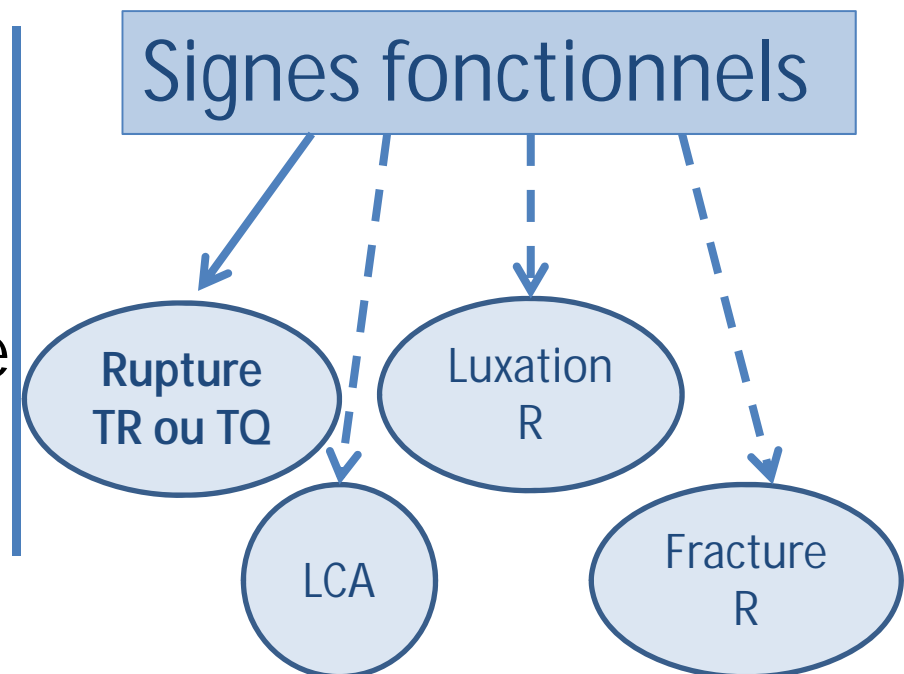 Signes fonctionnels
e
Rupture
TR ou TQ
Luxation
R
LCA
Fracture
R